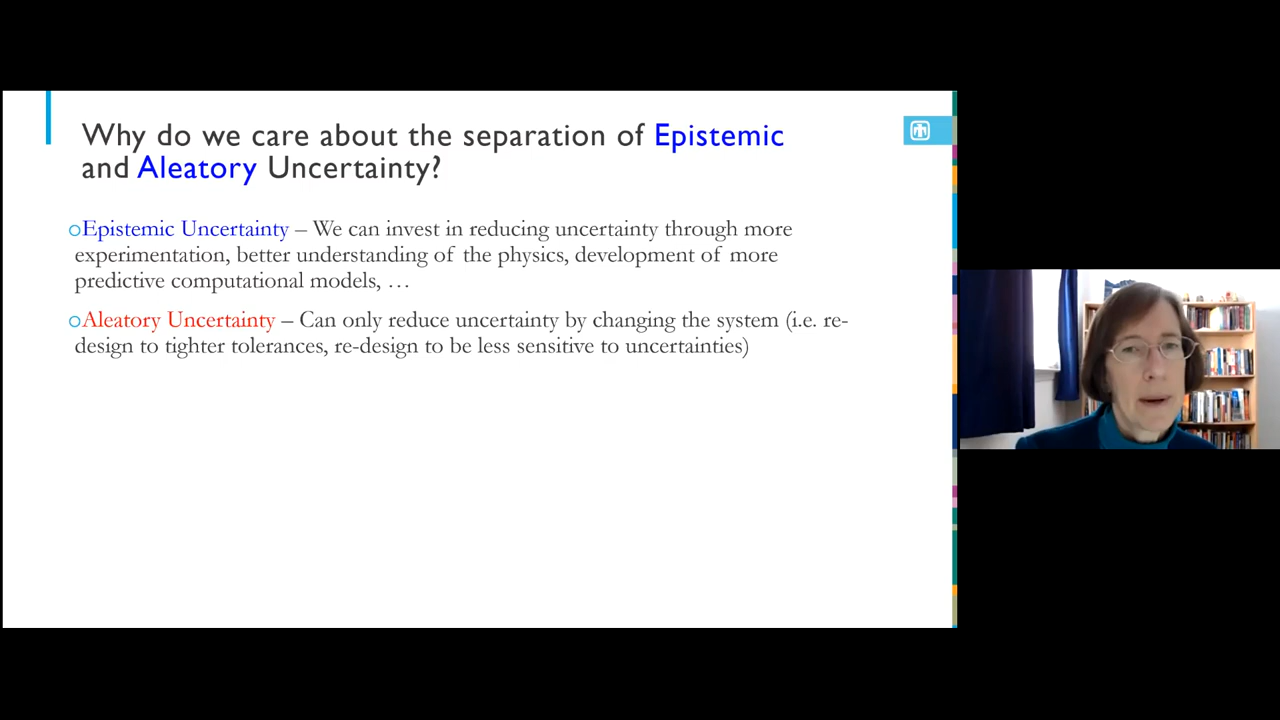 Why do we care about the separation of Epistemic
and Aleatory Uncertainty?
oEpistemic Uncertainty – We can invest in reducing uncertainty through more
experimentation, better understanding of the physics, development of more
predictive computational models, …
oAleatory Uncertainty – Can only reduce uncertainty by changing the system (i.e. re-
design to tighter tolerances, re-design to be less sensitive to uncertainties)